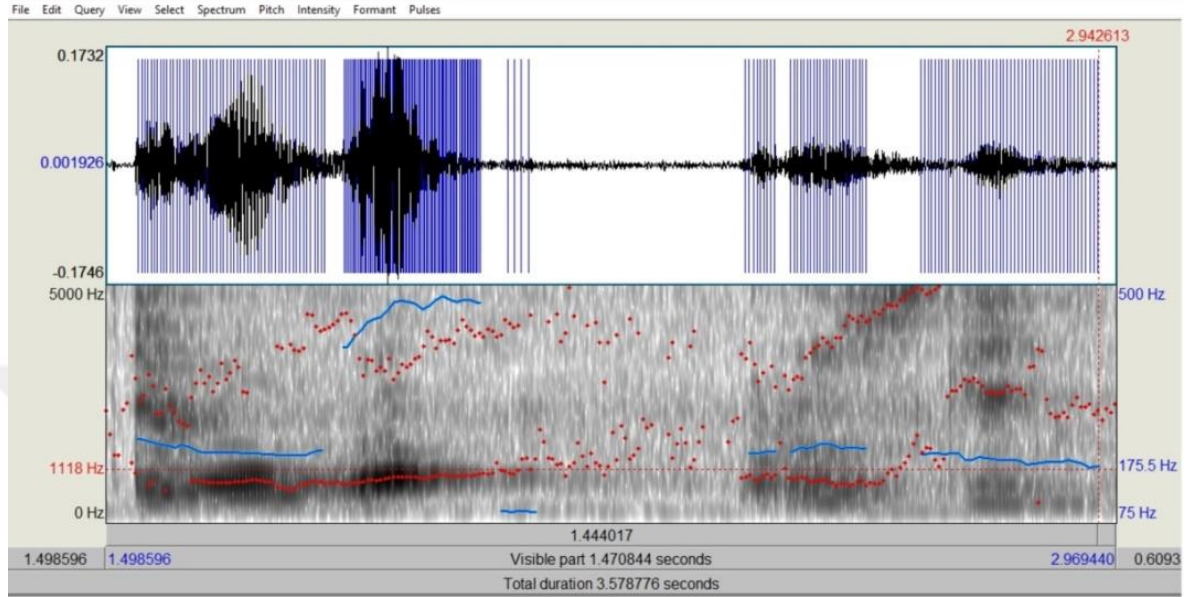 File Edit Query View Select Spectrum Pitch Intensity Formant Pulses
2.942613
0.1732
0.001926
-0.1746
5000 Hz 500 Hz
1118 Hz 175.5 Hz
0 Hz 75 Hz
1.444017
1.498596 1.498596 Visible part 1.470844 seconds 2.969440 0.6093
Total duration 3.578776 seconds